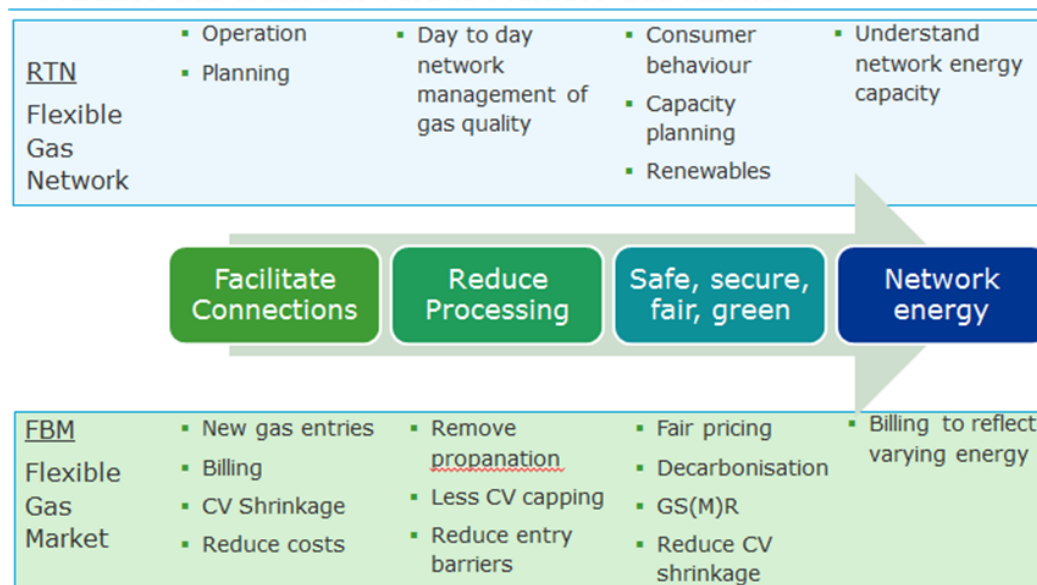 RTN
Flexible
Gas
Network
▪ Operation
▪ Planning
▪ Day to day
network
management of
gas quality
▪ Consumer
behaviour
▪ Capacity
planning
▪ Renewables
▪ Understand
network energy
capacity
Facilitate
Connections
Reduce
Processing
Safe, secure,
fair, green
Network
energy
FBM
Flexible
Gas
Market
▪ New gas entries
▪ Billing
▪ CV Shrinkage
▪ Reduce costs
▪ Remove
propanation
▪ Less CV capping
▪ Reduce entry
barriers
▪ Fair pricing
▪ Decarbonisation
▪ GS(M)R
▪ Reduce CV
shrinkage
▪ Billing to reflect
varying energy